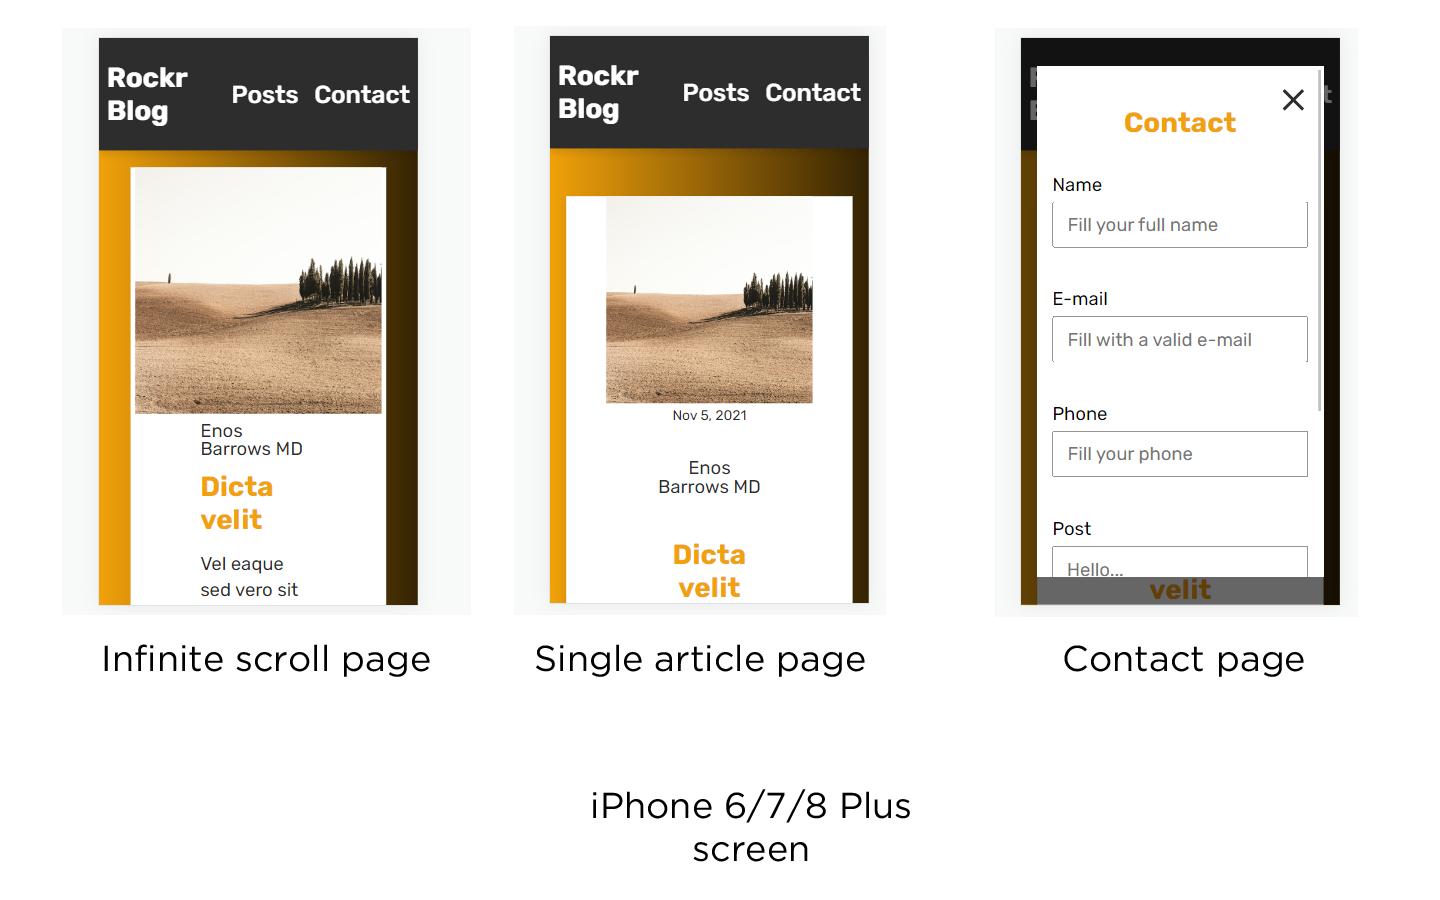 Rockr
Blog
Posts Contact
Enos
Barrows MD
Dicta
velit
Vel eaque
sed vero sit
Infinite scroll page
Rockr
Blog
Posts Contact
Nov 5, 2021
Enos
Barrows MD
Dicta
velit
Single article page
Contact
Name
Fill your full name
E-mail
Fill with a valid e-mail
Phone
Fill your phone
Post
Hello...
velit
Contact page
iPhone 6/7/8 Plus
screen